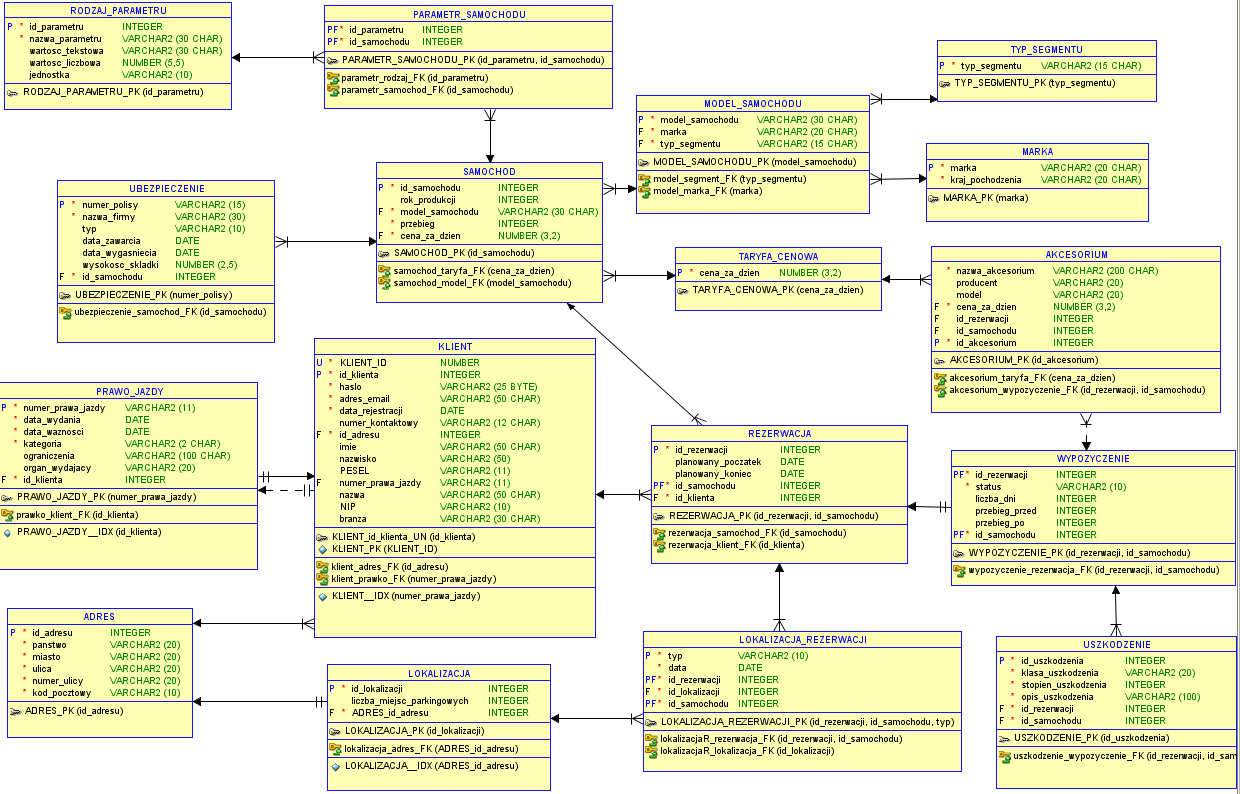 RODZAJ_PARAMETRU
P * id_parametru INTEGER
* nazwa_parametru VARCHAR2 (30 CHAR)
wartosc_tekstowa VARCHAR2 (30 CHAR)
wartosc_liczbowa NUMBER (5,5)
jednostka VARCHAR2 (10)
RODZAJ_PARAMETRU_PK (id_parametru)
PARAMETR_SAMOCHODU
PF* id_parametru INTEGER
PF* id_samochodu INTEGER
PARAMETR_SAMOCHODU_PK (id_parametru, id_samochodu)
parametr_rodzaj_FK (id_parametru)
parametr_samochod_FK (id_samochodu)
TYP_SEGMENTU
P * typ_segmentu VARCHAR2 (15 CHAR)
TYP_SEGMENTU_PK (typ_segmentu)
MODEL_SAMOCHODU
P * model_samochodu VARCHAR2 (30 CHAR)
F * marka VARCHAR2 (20 CHAR)
F * typ_segmentu VARCHAR2 (15 CHAR)
MODEL_SAMOCHODU_PK (model_samochodu)
model_segment_FK (typ_segmentu)
model_marka_FK (marka)
MARKA
P * marka VARCHAR2 (20 CHAR)
* kraj_pochodzenia VARCHAR2 (20 CHAR)
MARKA_PK (marka)
SAMOCHOD
P * id_samochodu INTEGER
rok_produkcji INTEGER
F * model_samochodu VARCHAR2 (30 CHAR)
* przebieg INTEGER
F * cena_za_dzien NUMBER (3,2)
SAMOCHOD_PK (id_samochodu)
samochod_taryfa_FK (cena_za_dzien)
samochod_model_FK (model_samochodu)
UBEZPIECZENIE
P * numer_polisy VARCHAR2 (15)
* nazwa_firmy VARCHAR2 (30)
typ VARCHAR2 (10)
data_zawarcia DATE
data_wygasniecia DATE
wysokosc_skladki NUMBER (2,5)
F * id_samochodu INTEGER
UBEZPIECZENIE_PK (numer_polisy)
ubezpieczenie_samochod_FK (id_samochodu)
TARYFA_CENOWA
P * cena_za_dzien NUMBER (3,2)
TARYFA_CENOWA_PK (cena_za_dzien)
AKCESORIUM
* nazwa_akcesorium VARCHAR2 (200 CHAR)
producent VARCHAR2 (20)
model VARCHAR2 (20)
F * cena_za_dzien NUMBER (3,2)
F id_rezerwacji INTEGER
F id_samochodu INTEGER
P * id_akcesorium INTEGER
AKCESORIUM_PK (id_akcesorium)
akcesorium_taryfa_FK (cena_za_dzien)
akcesorium_wypozyczenie_FK (id_rezerwacji, id_samochodu)
KLIENT
U * KLIENT_ID NUMBER
P * id_klienta INTEGER
* haslo VARCHAR2 (25 BYTE)
* adres_email VARCHAR2 (50 CHAR)
* data_rejestracji DATE
numer_kontaktowy VARCHAR2 (12 CHAR)
F * id_adresu INTEGER
imie VARCHAR2 (50 CHAR)
nazwisko VARCHAR2 (50)
PESEL VARCHAR2 (11)
F numer_prawa_jazdy VARCHAR2 (11)
nazwa VARCHAR2 (50 CHAR)
NIP VARCHAR2 (10)
branza VARCHAR2 (30 CHAR)
KLIENT_id_klienta_UN (id_klienta)
KLIENT_PK (KLIENT_ID)
klient_adres_FK (id_adresu)
klient_prawko_FK (numer_prawa_jazdy)
KLIENT__IDX (numer_prawa_jazdy)
PRAWO_JAZDY
P * numer_prawa_jazdy VARCHAR2 (11)
* data_wydania DATE
* data_waznosci DATE
* kategoria VARCHAR2 (2 CHAR)
ograniczenia VARCHAR2 (100 CHAR)
organ_wydajacy VARCHAR2 (20)
F * id_klienta INTEGER
PRAWO_JAZDY_PK (numer_prawa_jazdy)
prawko_klient_FK (id_klienta)
PRAWO_JAZDY__IDX (id_klienta)
REZERWACJA
P * id_rezerwacji INTEGER
planowany_poczatek DATE
planowany_koniec DATE
PF* id_samochodu INTEGER
F * id_klienta INTEGER
REZERWACJA_PK (id_rezerwacji, id_samochodu)
rezerwacja_samochod_FK (id_samochodu)
rezerwacja_klient_FK (id_klienta)
WYPOZYCZENIE
PF* id_rezerwacji INTEGER
* status VARCHAR2 (10)
liczba_dni INTEGER
przebieg_przed INTEGER
przebieg_po INTEGER
PF* id_samochodu INTEGER
WYPOZYCZENIE_PK (id_rezerwacji, id_samochodu)
wypozyczenie_rezerwacja_FK (id_rezerwacji, id_samochodu)
ADRES
P * id_adresu INTEGER
* panstwo VARCHAR2 (20)
* miasto VARCHAR2 (20)
* ulica VARCHAR2 (20)
* numer_ulicy VARCHAR2 (20)
* kod_pocztowy VARCHAR2 (10)
ADRES_PK (id_adresu)
LOKALIZACJA
P * id_lokalizacji INTEGER
liczba_miejsc_parkingowych INTEGER
F * ADRES_id_adresu INTEGER
LOKALIZACJA_PK (id_lokalizacji)
lokalizacja_adres_FK (ADRES_id_adresu)
LOKALIZACJA__IDX (ADRES_id_adresu)
LOKALIZACJA_REZERWACJI
P * typ VARCHAR2 (10)
* data DATE
PF* id_rezerwacji INTEGER
F * id_lokalizacji INTEGER
PF* id_samochodu INTEGER
LOKALIZACJA_REZERWACJI_PK (id_rezerwacji, id_samochodu, typ)
lokalizacjaR_rezerwacja_FK (id_rezerwacji, id_samochodu)
lokalizacjaR_lokalizacja_FK (id_lokalizacji)
USZKODZENIE
P * id_uszkodzenia INTEGER
* klasa_uszkodzenia VARCHAR2 (20)
* stopien_uszkodzenia INTEGER
* opis_uszkodzenia VARCHAR2 (100)
F * id_rezerwacji INTEGER
F * id_samochodu INTEGER
USZKODZENIE_PK (id_uszkodzenia)
uszkodzenie_wypozyczenie_FK (id_rezerwacji, id_sam